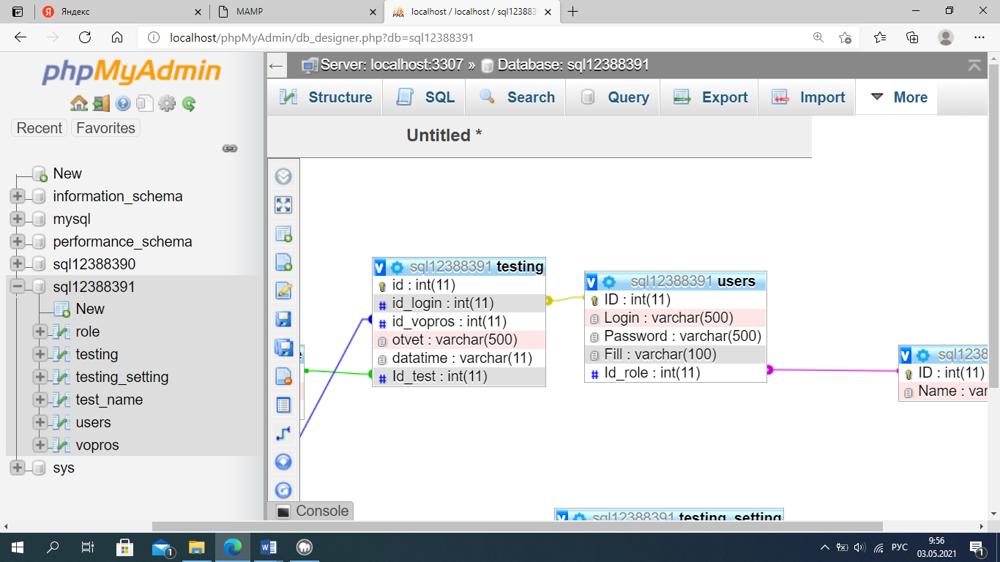 Яндекс
MAMP
localhost / localhost / sql12388
localhost/phpMyAdmin/db_designer.php?db=sql12388391
phpMyAdmin
Recent Favorites
New
information_schema
mysql
performance_schema
sql12388390
sql12388391
New
role
testing
testing_setting
test_name
users
vopros
sys
Server: localhost:3307 » Database: sql12388391
Structure SQL Search Query Export Import More
Untitled *
sql12388391 testing
id : int(11)
id_login : int(11)
id_vopros : int(11)
otvet : varchar(500)
datatime : varchar(11)
Id_test : int(11)
sql12388391 users
ID : int(11)
Login : varchar(500)
Password : varchar(500)
Fill : varchar(100)
Id_role : int(11)
sql1238
ID : int(11)
Name : var
sql12388391 testing_setting
Console
1
W
РУС
9:56
03.05.2021
1